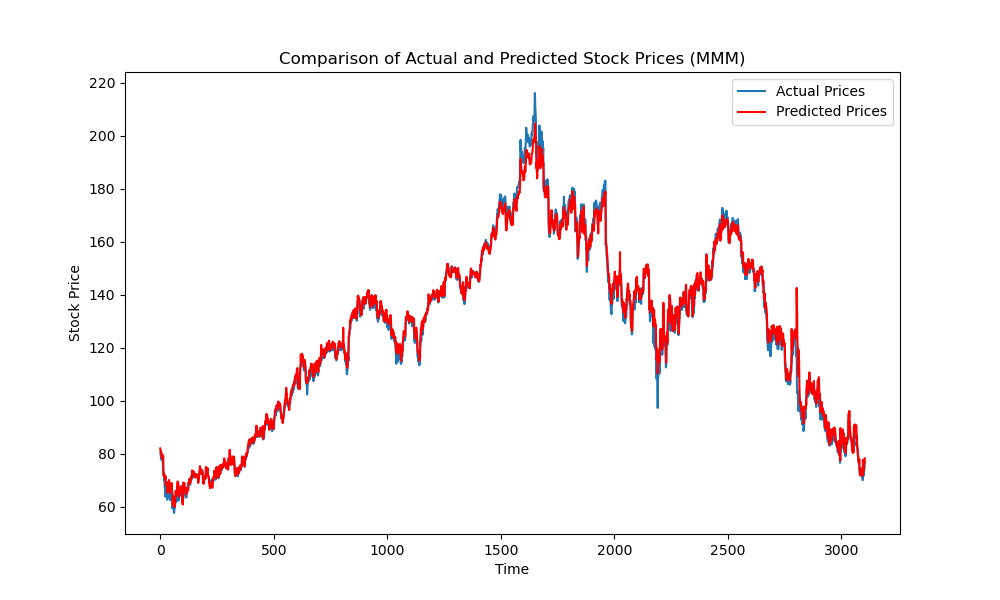 Comparison of Actual and Predicted Stock Prices (MMM)
Actual Prices
Predicted Prices
220
200
180
160
140
120
100
80
60
Stock Price
0 500 1000 1500 2000 2500 3000
Time